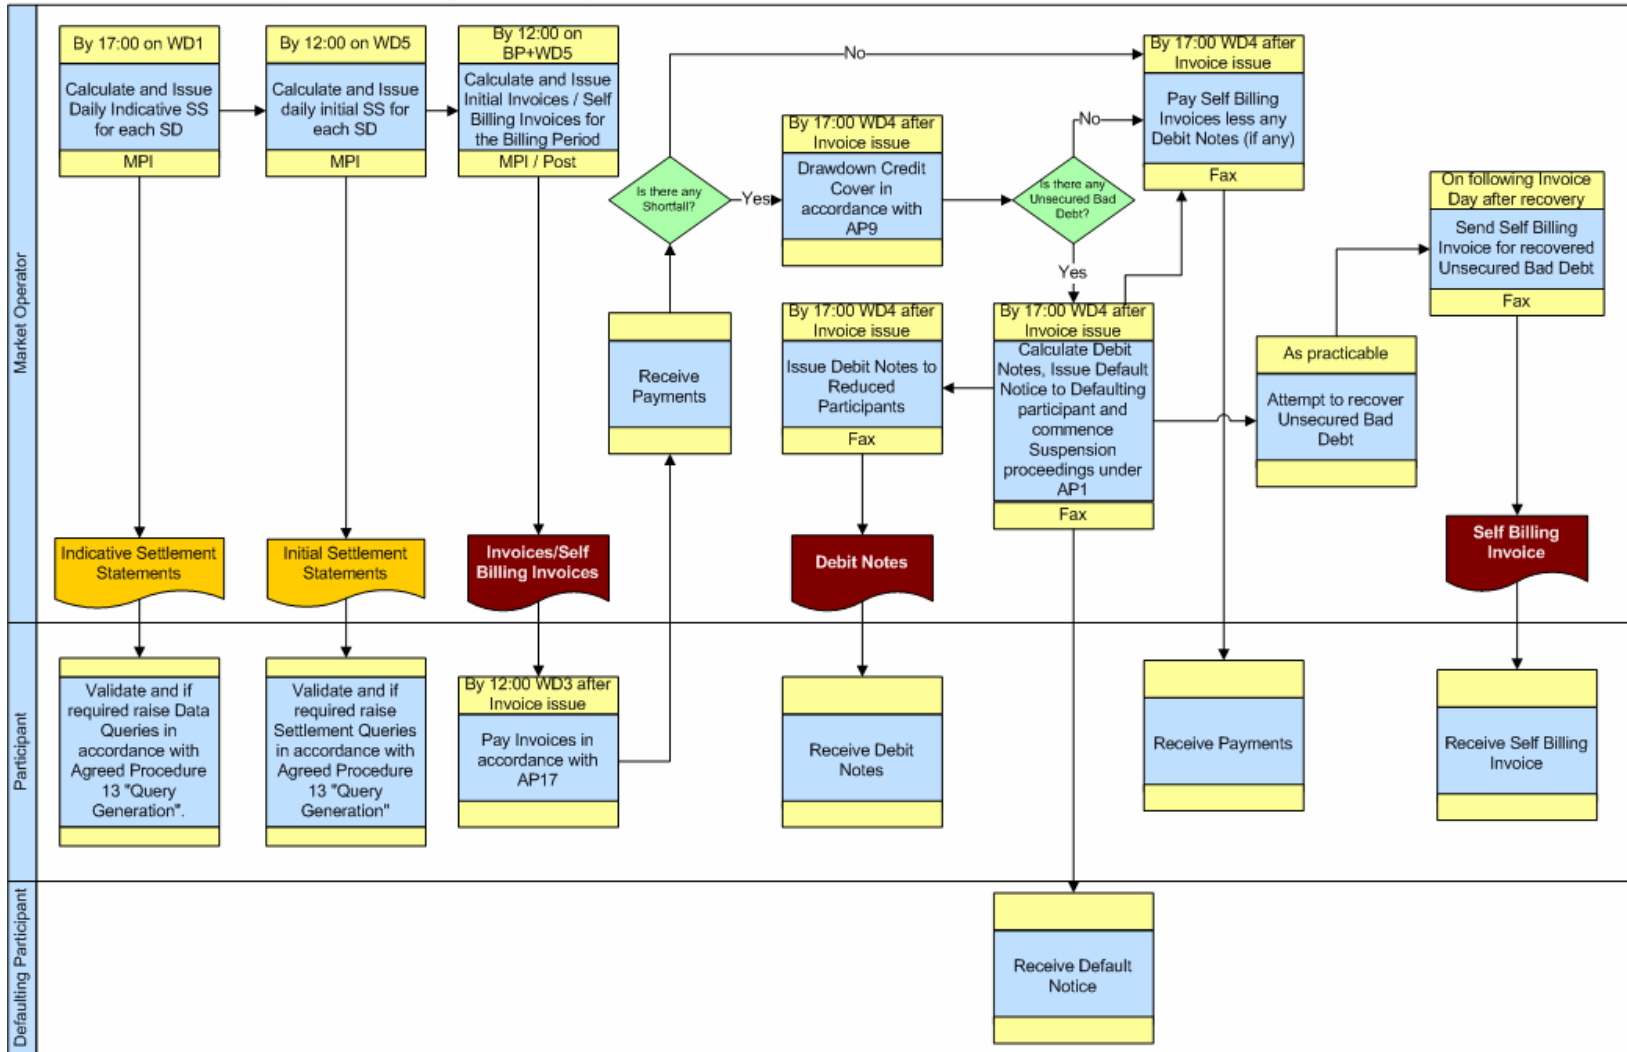 Market Operator
By 17:00 on WD1
Calculate and Issue
Daily Indicative SS
for each SD
MPI
By 12:00 on WD5
Calculate and Issue
daily initial SS for
each SD
MPI
By 12:00 on
BP+WD5
Calculate and Issue
Initial Invoices / Self
Billing Invoices for
the Billing Period
MPI / Post
Is there any
Shortfall?
No
Yes
By 17:00 WD4 after
Invoice issue
Drawdown Credit
Cover in
accordance with
AP9
Is there any
Unsecured Bad
Debt?
No
Yes
By 17:00 WD4 after
Invoice issue
Pay Self Billing
Invoices less any
Debit Notes (if any)
Fax
On following Invoice
Day after recovery
Send Self Billing
Invoice for recovered
Unsecured Bad Debt
Fax
Receive
Payments
By 17:00 WD4 after
Invoice issue
Issue Debit Notes to
Reduced
Participants
Fax
By 17:00 WD4 after
Invoice issue
Calculate Debit
Notes, Issue Default
Notice to Defaulting
participant and
commence
Suspension
proceedings under
AP1
Fax
As practicable
Attempt to recover
Unsecured Bad
Debt
Indicative Settlement
Statements
Initial Settlement
Statements
Invoices/Self
Billing Invoices
Debit Notes
Self Billing
Invoice
Participant
Validate and if
required raise Data
Queries in
accordance with
Agreed Procedure
13 "Query
Generation".
Validate and if
required raise
Settlement Queries
in accordance with
Agreed Procedure
13 "Query
Generation"
By 12:00 WD3 after
Invoice issue
Pay Invoices in
accordance with
AP17
Receive Debit
Notes
Receive Payments
Receive Self Billing
Invoice
Defaulting Participant
Receive Default
Notice